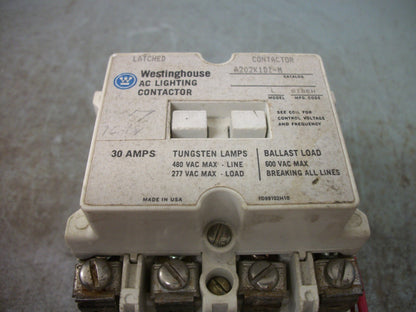 LATCHED CONTACTOR
Westinghouse
AC LIGHTING
CONTACTOR
CATALOG
L
MODEL MFG. CODE
SEE COIL FOR
CONTROL VOLTAGE
AND FREQUENCY
30 AMPS
TUNGSTEN LAMPS
480 VAC MAX - LINE
277 VAC MAX - LOAD
BALLAST LOAD
600 VAC MAX
BREAKING ALL LINES
MADE IN USA